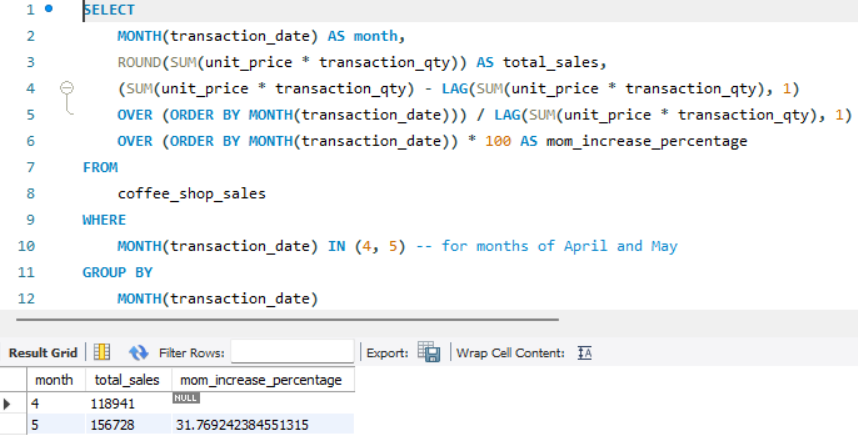 1 SELECT
2 MONTH(transaction_date) AS month,
3 ROUND(SUM(unit_price * transaction_qty)) AS total_sales,
4 (SUM(unit_price * transaction_qty) - LAG(SUM(unit_price * transaction_qty), 1)
5 OVER (ORDER BY MONTH(transaction_date))) / LAG(SUM(unit_price * transaction_qty), 1)
6 OVER (ORDER BY MONTH(transaction_date)) * 100 AS mom_increase_percentage
7 FROM
8 coffee_shop_sales
9 WHERE
10 MONTH(transaction_date) IN (4, 5) -- for months of April and May
11 GROUP BY
12 MONTH(transaction_date)
Result Grid Filter Rows: Export: Wrap Cell Content: IA
month total_sales mom_increase_percentage
4 118941 NULL
5 156728 31.769242384551315